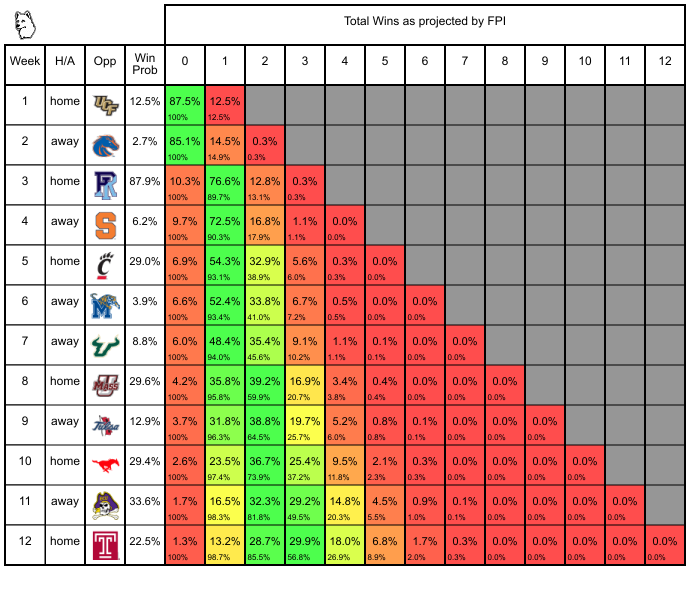 Total Wins as projected by FPI
Week H/A Opp Win Prob 0 1 2 3 4 5 6 7 8 9 10 11 12
1 home UCF 12.5% 87.5% 12.5%
100% 12.5%
2 away 2.7% 85.1% 14.5% 0.3%
100% 14.9% 0.3%
3 home R 87.9% 10.3% 76.6% 12.8% 0.3%
100% 89.7% 13.1% 0.3%
4 away S 6.2% 9.7% 72.5% 16.8% 1.1% 0.0%
100% 90.3% 17.9% 1.1% 0.0%
5 home C 29.0% 6.9% 54.3% 32.9% 5.6% 0.3% 0.0%
100% 93.1% 38.9% 6.0% 0.3% 0.0%
6 away M 3.9% 6.6% 52.4% 33.8% 6.7% 0.5% 0.0% 0.0%
100% 93.4% 41.0% 7.2% 0.5% 0.0% 0.0%
7 away 8.8% 6.0% 48.4% 35.4% 9.1% 1.1% 0.1% 0.0% 0.0%
100% 94.0% 45.6% 10.2% 1.1% 0.1% 0.0% 0.0%
8 home UMass 29.6% 4.2% 35.8% 39.2% 16.9% 3.4% 0.4% 0.0% 0.0% 0.0%
100% 95.8% 59.9% 20.7% 3.8% 0.4% 0.0% 0.0% 0.0%
9 away Tulsa 12.9% 3.7% 31.8% 38.8% 19.7% 5.2% 0.8% 0.1% 0.0% 0.0% 0.0%
100% 96.3% 64.5% 25.7% 6.0% 0.8% 0.1% 0.0% 0.0% 0.0%
10 home 29.4% 2.6% 23.5% 36.7% 25.4% 9.5% 2.1% 0.3% 0.0% 0.0% 0.0% 0.0%
100% 97.4% 73.9% 37.2% 11.8% 2.3% 0.3% 0.0% 0.0% 0.0% 0.0%
11 away 33.6% 1.7% 16.5% 32.3% 29.2% 14.8% 4.5% 0.9% 0.1% 0.0% 0.0% 0.0% 0.0%
100% 98.3% 81.8% 49.5% 20.3% 5.5% 1.0% 0.1% 0.0% 0.0% 0.0% 0.0%
12 home T 22.5% 1.3% 13.2% 28.7% 29.9% 18.0% 6.8% 1.7% 0.3% 0.0% 0.0% 0.0% 0.0% 0.0%
100% 98.7% 85.5% 56.8% 26.9% 8.9% 2.0% 0.3% 0.0% 0.0% 0.0% 0.0% 0.0%